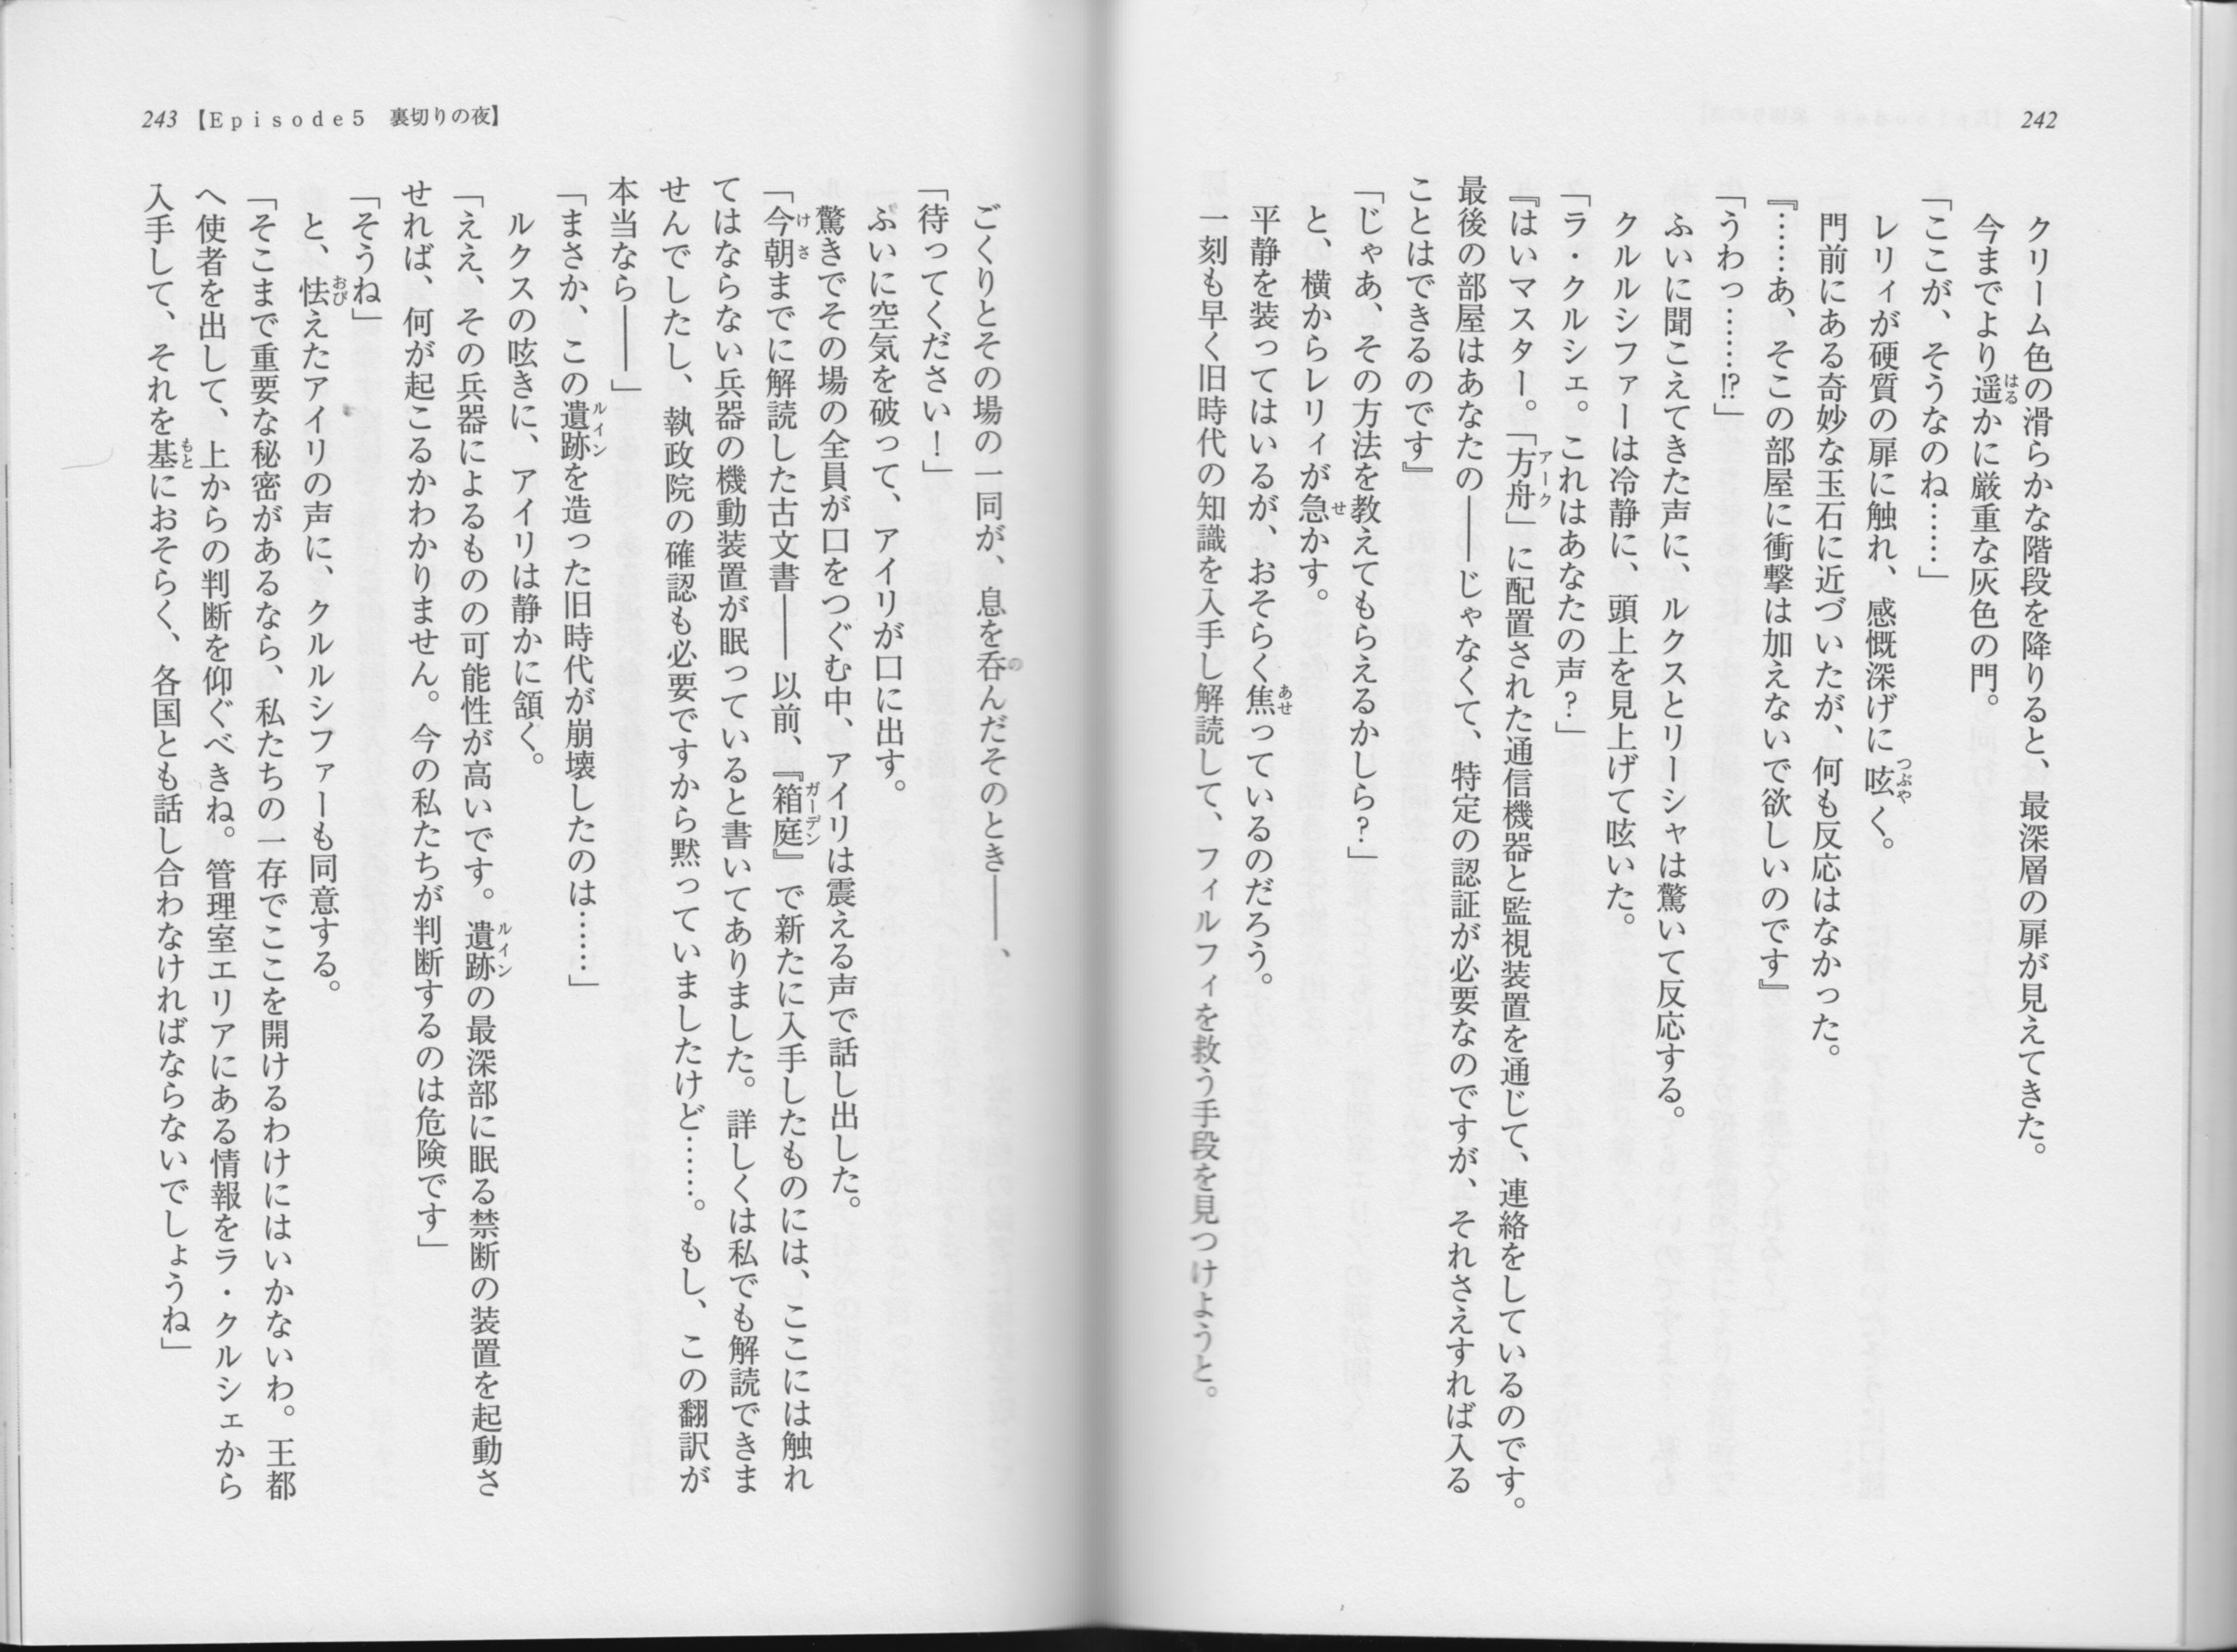 242
クリーム色の滑らかな階段を降りると、最深層の扉が見えてきた。
今までより遥かに厳重な灰色の門。
「ここが、そうなのね……」
レリィが硬質の扉に触れ、感慨深げに呟く。
門前にある奇妙な玉石に近づいたが、何も反応はなかった。
『……あ、そこの部屋に衝撃は加えないで欲しいのです』
「うわっ……!?」
ふいに聞こえてきた声に、ルクスとリーシャは驚いて反応する。
クルルシファーは冷静に、頭上を見上げて呟いた。
「ラ・クルシェ。これはあなたの声？」
『はいマスター。「方舟」に配置された通信機器と監視装置を通じて、連絡をしているのです。
最後の部屋はあなたの――じゃなくて、特定の認証が必要なのですが、それさえすれば入る
ことはできるのです』
「じゃあ、その方法を教えてもらえるかしら？」
と、横からレリィが急かす。
平静を装ってはいるが、おそらく焦っているのだろう。
一刻も早く旧時代の知識を入手し解読して、フィルフィを救う手段を見つけようと。
243 【Episode5　裏切りの夜】
ごくりとその場の一同が、息を呑んだそのとき――、
「待ってください！」
ふいに空気を破って、アイリが口に出す。
驚きでその場の全員が口をつぐむ中、アイリは震える声で話し出した。
「今朝までに解読した古文書――以前、『箱庭』で新たに入手したものには、ここには触れ
てはならない兵器の機動装置が眠っていると書いてありました。詳しくは私でも解読できま
せんでしたし、執政院の確認も必要ですから黙っていましたけど……。もし、この翻訳が
本当なら――」
「まさか、この遺跡を造った旧時代が崩壊したのは……」
ルクスの呟きに、アイリは静かに頷く。
「ええ、その兵器によるものの可能性が高いです。遺跡の最深部に眠る禁断の装置を起動さ
せれば、何が起こるかわかりません。今の私たちが判断するのは危険です」
「そうね」
と、怯えたアイリの声に、クルルシファーも同意する。
「そこまで重要な秘密があるなら、私たちの一存でここを開けるわけにはいかないわ。王都
へ使者を出して、上からの判断を仰ぐべきね。管理室エリアにある情報をラ・クルシェから
入手して、それを基におそらく、各国とも話し合わなければならないでしょうね」